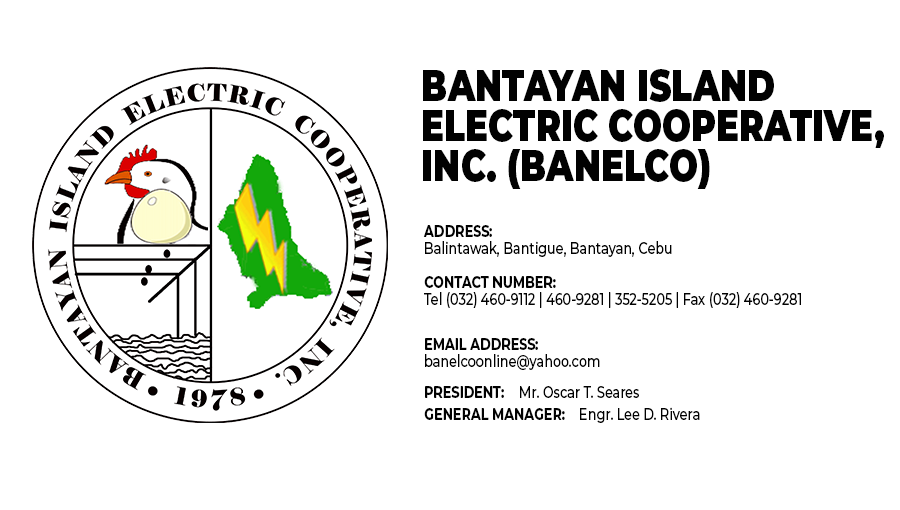 BANTAYAN ISLAND ELECTRIC COOPERATIVE, INC.
• 1978 •
BANTAYAN ISLAND
ELECTRIC COOPERATIVE,
INC. (BANELCO)
ADDRESS:
Balintawak, Bantigue, Bantayan, Cebu
CONTACT NUMBER:
Tel (032) 460-9112 | 460-9281 | 352-5205 | Fax (032) 460-9281
EMAIL ADDRESS:
banelcoonline@yahoo.com
PRESIDENT: Mr. Oscar T. Seares
GENERAL MANAGER: Engr. Lee D. Rivera